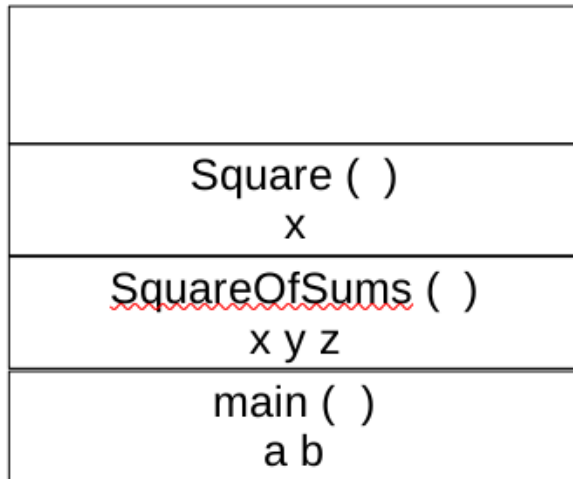 Square (  )
x
SquareOfSums (  )
x y z
main (  )
a b